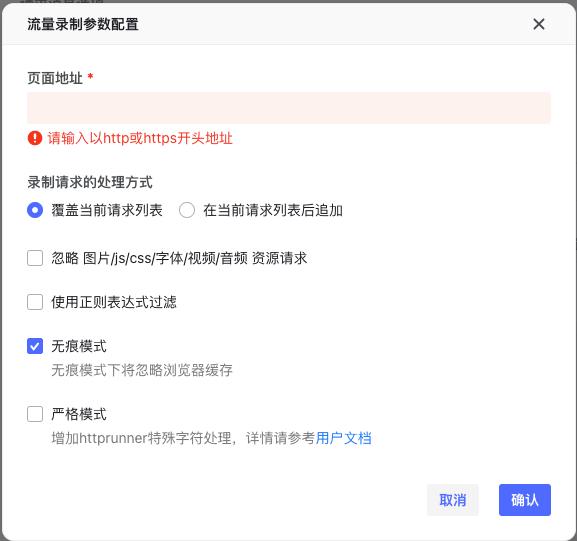 流量录制参数配置
页面地址 *
请输入以http或https开头地址
录制请求的处理方式
覆盖当前请求列表 在当前请求列表后追加
忽略 图片/js/css/字体/视频/音频 资源请求
使用正则表达式过滤
无痕模式
无痕模式下将忽略浏览器缓存
严格模式
增加httprunner特殊字符处理，详情请参考用户文档
取消 确认